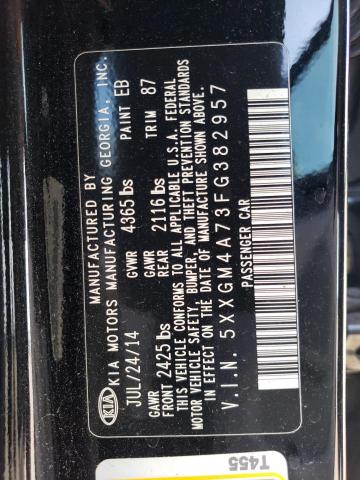 KIA
MANUFACTURED BY
KIA MOTORS MANUFACTURING GEORGIA, INC.
JUL/24/14 GVWR 4365 lbs PAINT EB
GAWR FRONT 2425 lbs GAWR REAR 2116 lbs TRIM 87
THIS VEHICLE CONFORMS TO ALL APPLICABLE U.S.A. FEDERAL
MOTOR VEHICLE SAFETY, BUMPER, AND THEFT PREVENTION STANDARDS
IN EFFECT ON THE DATE OF MANUFACTURE SHOWN ABOVE.
V.I.N. 5XXGM4A73FG382957
PASSENGER CAR
T455